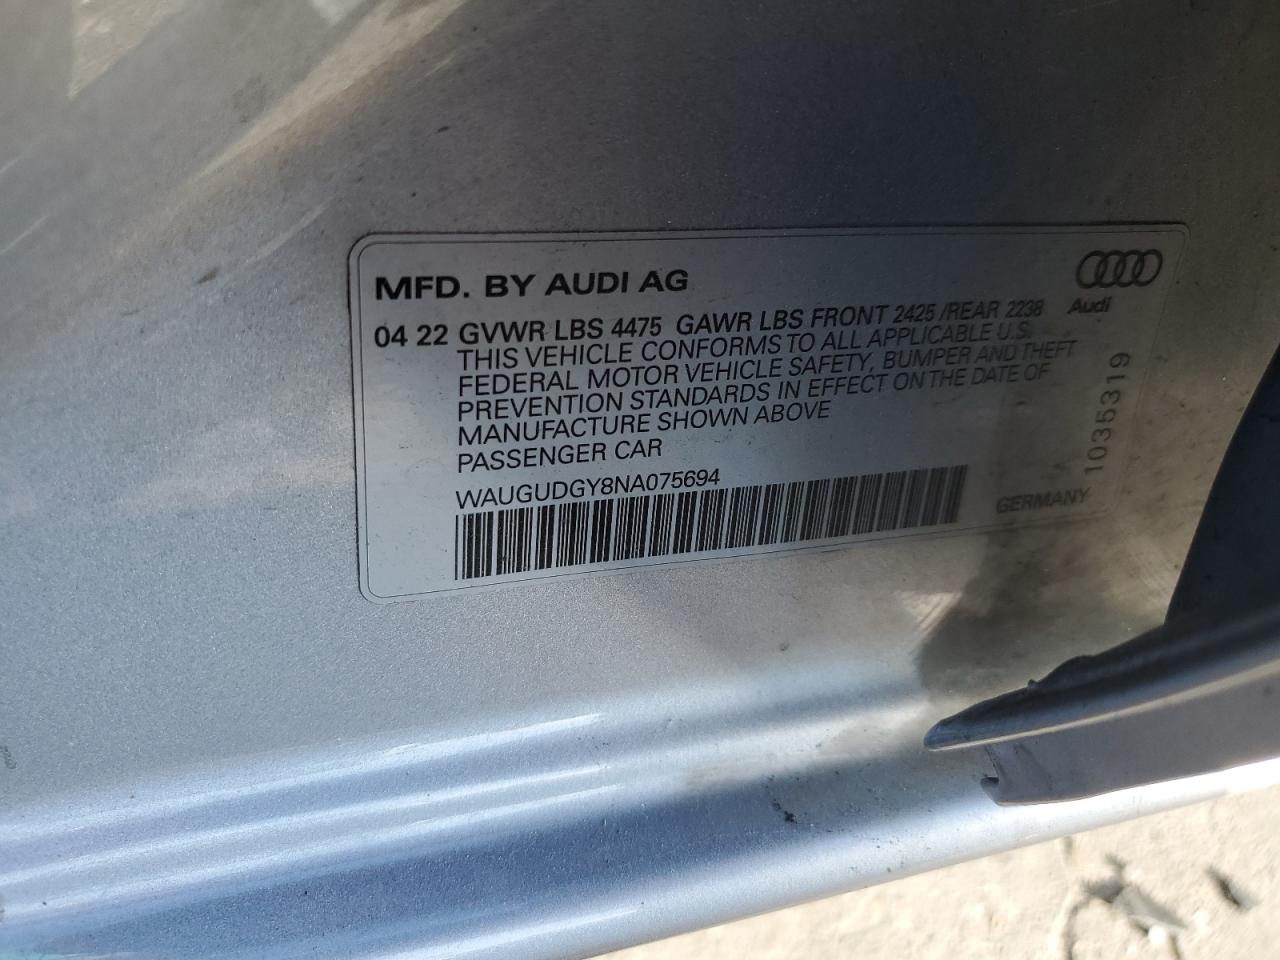 MFD. BY AUDI AG
Audi
04 22 GVWR LBS 4475 GAWR LBS FRONT 2425 /REAR 2238
THIS VEHICLE CONFORMS TO ALL APPLICABLE U.S.
FEDERAL MOTOR VEHICLE SAFETY, BUMPER AND THEFT
PREVENTION STANDARDS IN EFFECT ON THE DATE OF
MANUFACTURE SHOWN ABOVE
PASSENGER CAR
WAUGUDGY8NA075694
GERMANY
1035319